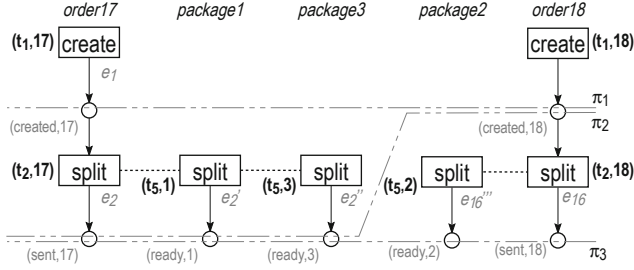 order17 package1 package3 package2 order18
(t1,17) create create (t1,18)
e1
π1
(created,17) (created,18) π2
(t2,17) split (t5,1) split (t5,3) split (t5,2) split split (t2,18)
e2 e2' e2'' e16''' e16
(sent,17) (ready,1) (ready,3) (ready,2) (sent,18) π3